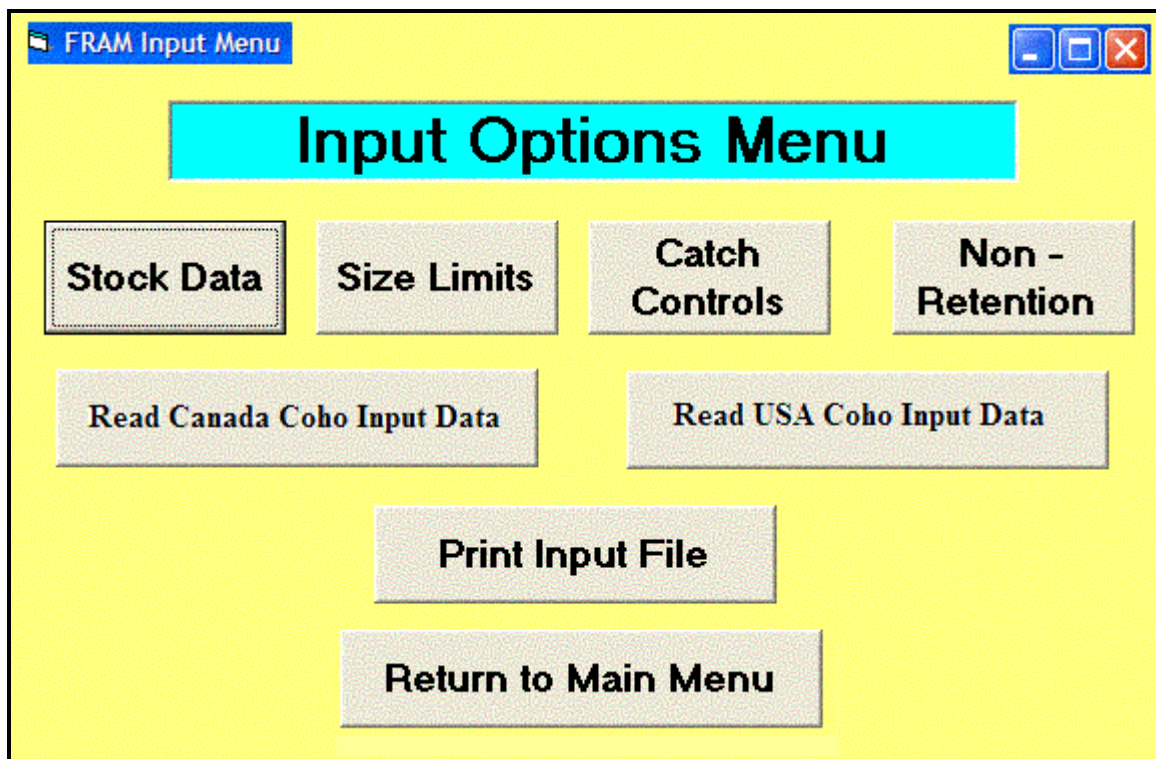 FRAM Input Menu
Input Options Menu
Stock Data
Size Limits
Catch
Controls
Non -
Retention
Read Canada Coho Input Data
Read USA Coho Input Data
Print Input File
Return to Main Menu